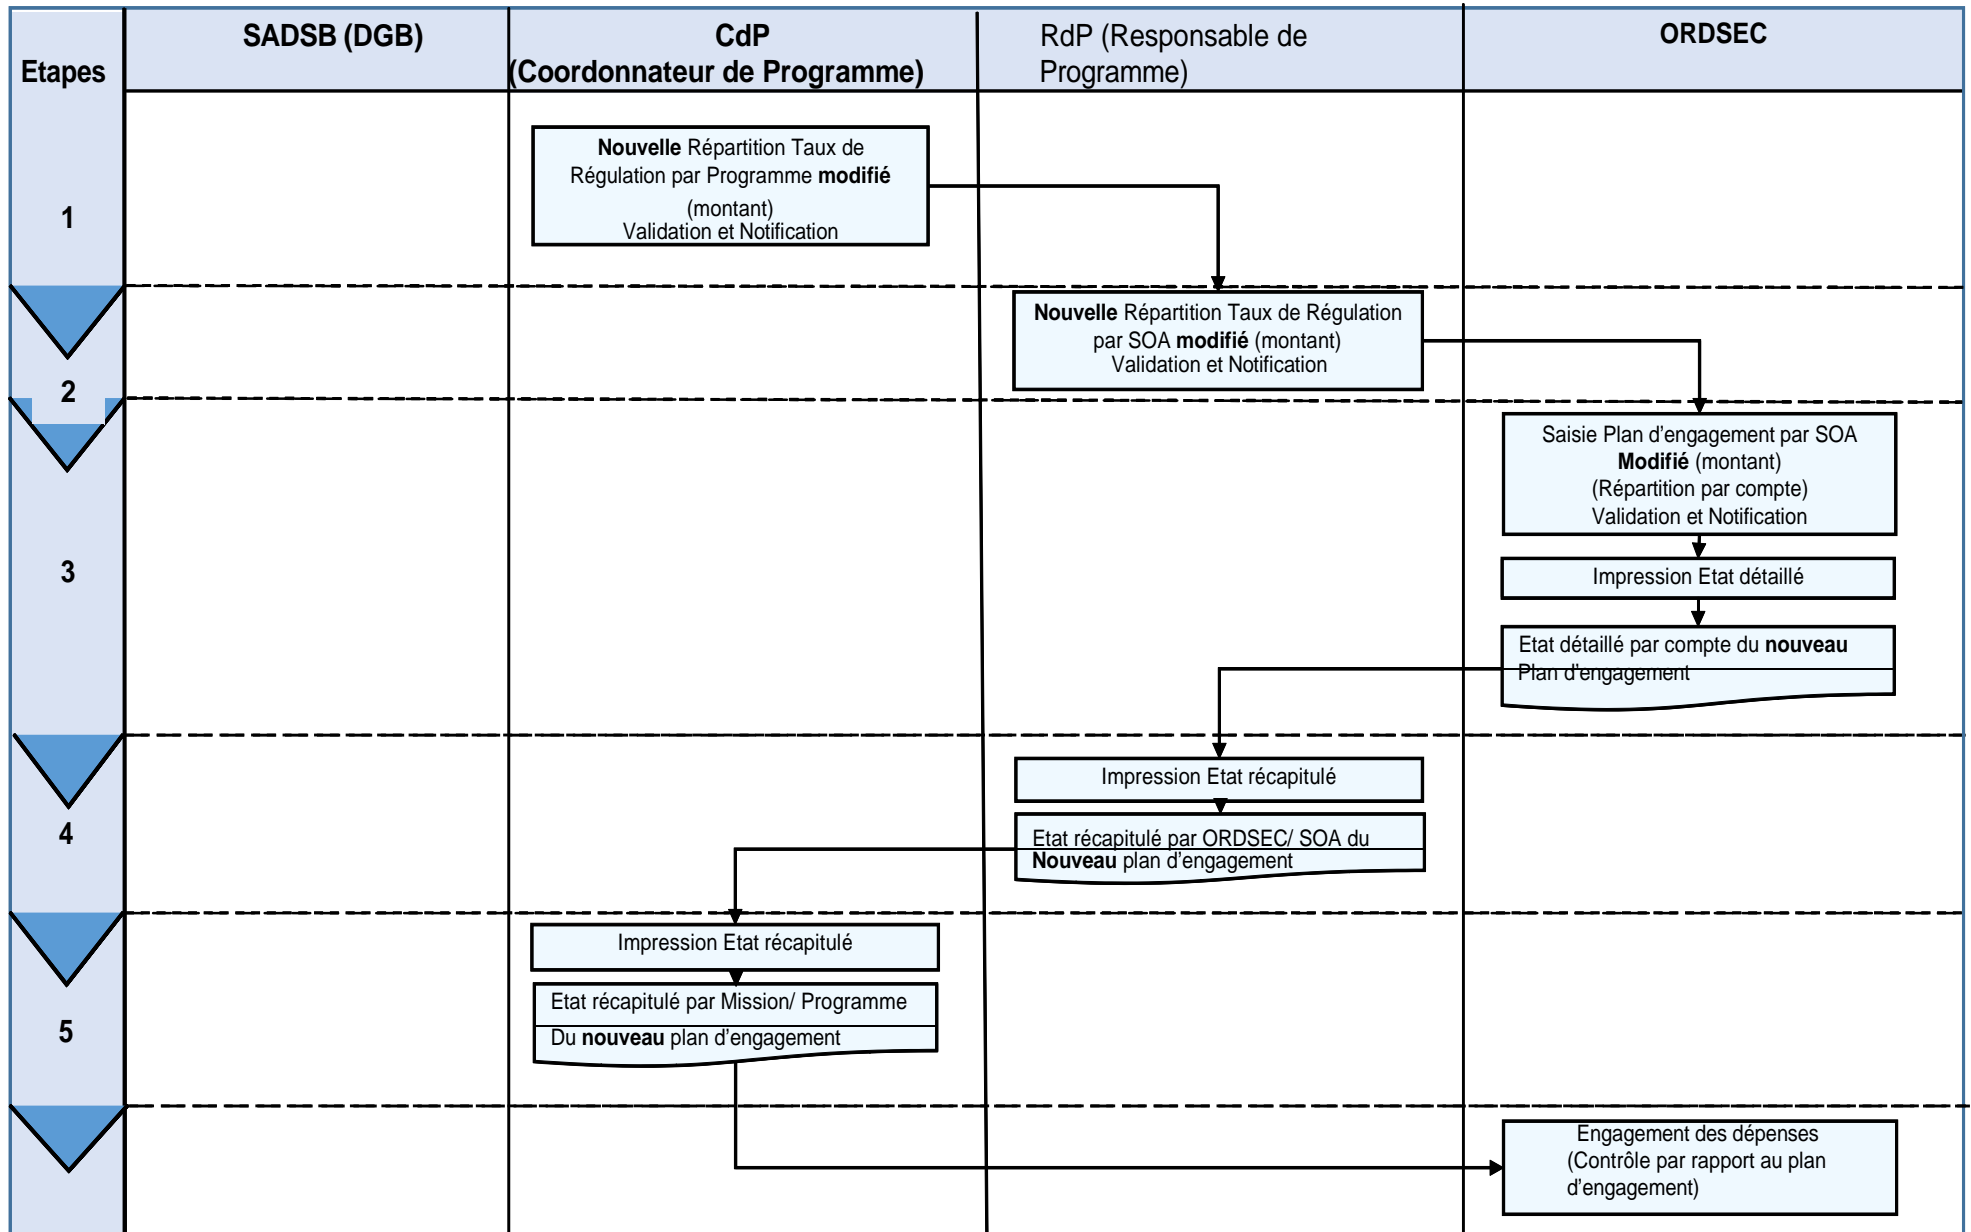 Etapes
SADSB (DGB)
CdP
(Coordonnateur de Programme)
RdP (Responsable de
Programme)
ORDSEC
1
Nouvelle Répartition Taux de
Régulation par Programme modifié
(montant)
Validation et Notification
2
Nouvelle Répartition Taux de Régulation
par SOA modifié (montant)
Validation et Notification
3
Saisie Plan d'engagement par SOA
Modifié (montant)
(Répartition par compte)
Validation et Notification
Impression Etat détaillé
Etat détaillé par compte du nouveau
Plan d'engagement
4
Impression Etat récapitulé
Etat récapitulé par ORDSEC/ SOA du
Nouveau plan d'engagement
5
Impression Etat récapitulé
Etat récapitulé par Mission/ Programme
Du nouveau plan d'engagement
Engagement des dépenses
(Contrôle par rapport au plan
d'engagement)